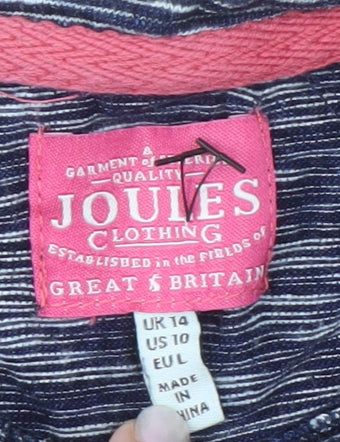 A
GARMENT of
QUALITY
JOULES
CLOTHING
ESTABLISHED in the FIELDS of
GREAT BRITAIN
UK 14
US 10
EU L
MADE
IN